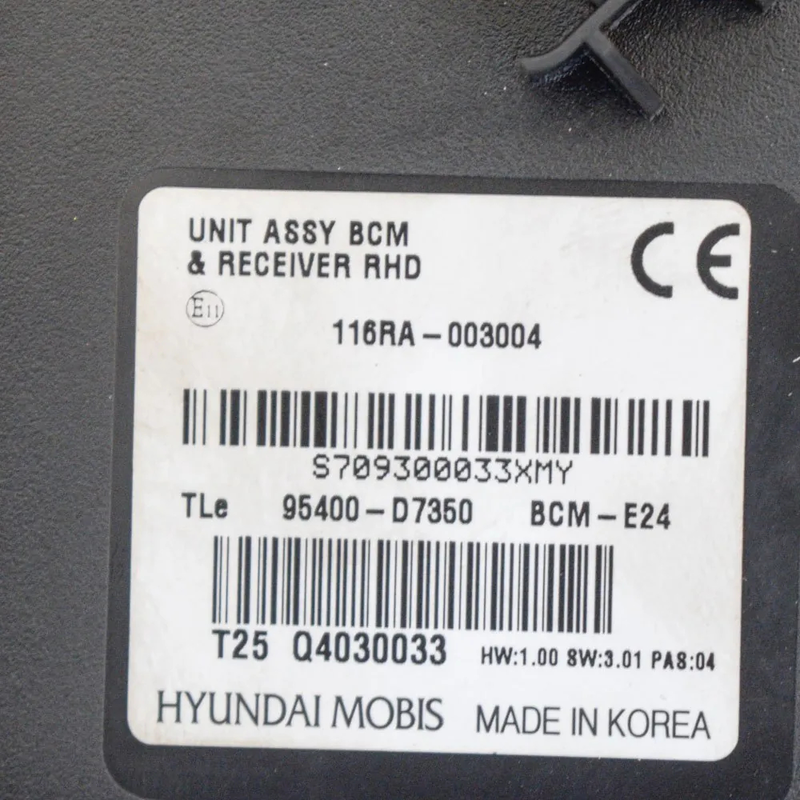 UNIT ASSY BCM
& RECEIVER RHD
CE
E11
116RA-003004
S709300033XMY
TLe 95400-D7350 BCM-E24
T25 Q4030033 HW:1.00 SW:3.01 PAS:04
HYUNDAI MOBIS MADE IN KOREA